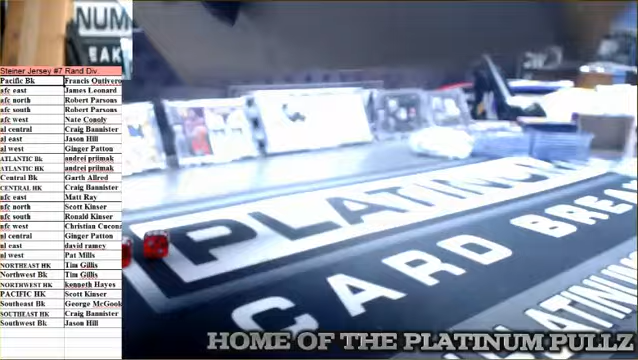 NUM
EAK
Steiner Jersey #7 Rand Div.
Pacific Bk Francis Ontivero
afc east James Leonard
afc north Robert Parsons
afc south Robert Parsons
afc west Nate Conoly
al central Craig Bannister
al east Jason Hill
al west Ginger Patton
ATLANTIC Bk andrei priimak
ATLANTIC HK andrei priimak
Central Bk Garth Allred
CENTRAL HK Craig Bannister
nfc east Matt Ray
nfc north Scott Kinser
nfc south Ronald Kinser
nfc west Christian Cucona
nl central Ginger Patton
nl east david ramey
nl west Pat Mills
NORTHEAST HK Tim Gillis
Northwest Bk Tim Gillis
NORTHWEST HK kenneth Hayes
PACIFIC HK Scott Kinser
Southeast Bk George McGook
SOUTHEAST HK Craig Bannister
Southwest Bk Jason Hill
PLATINUM
CARD BREA
PLATINUM
HOME OF THE PLATINUM PULLZ